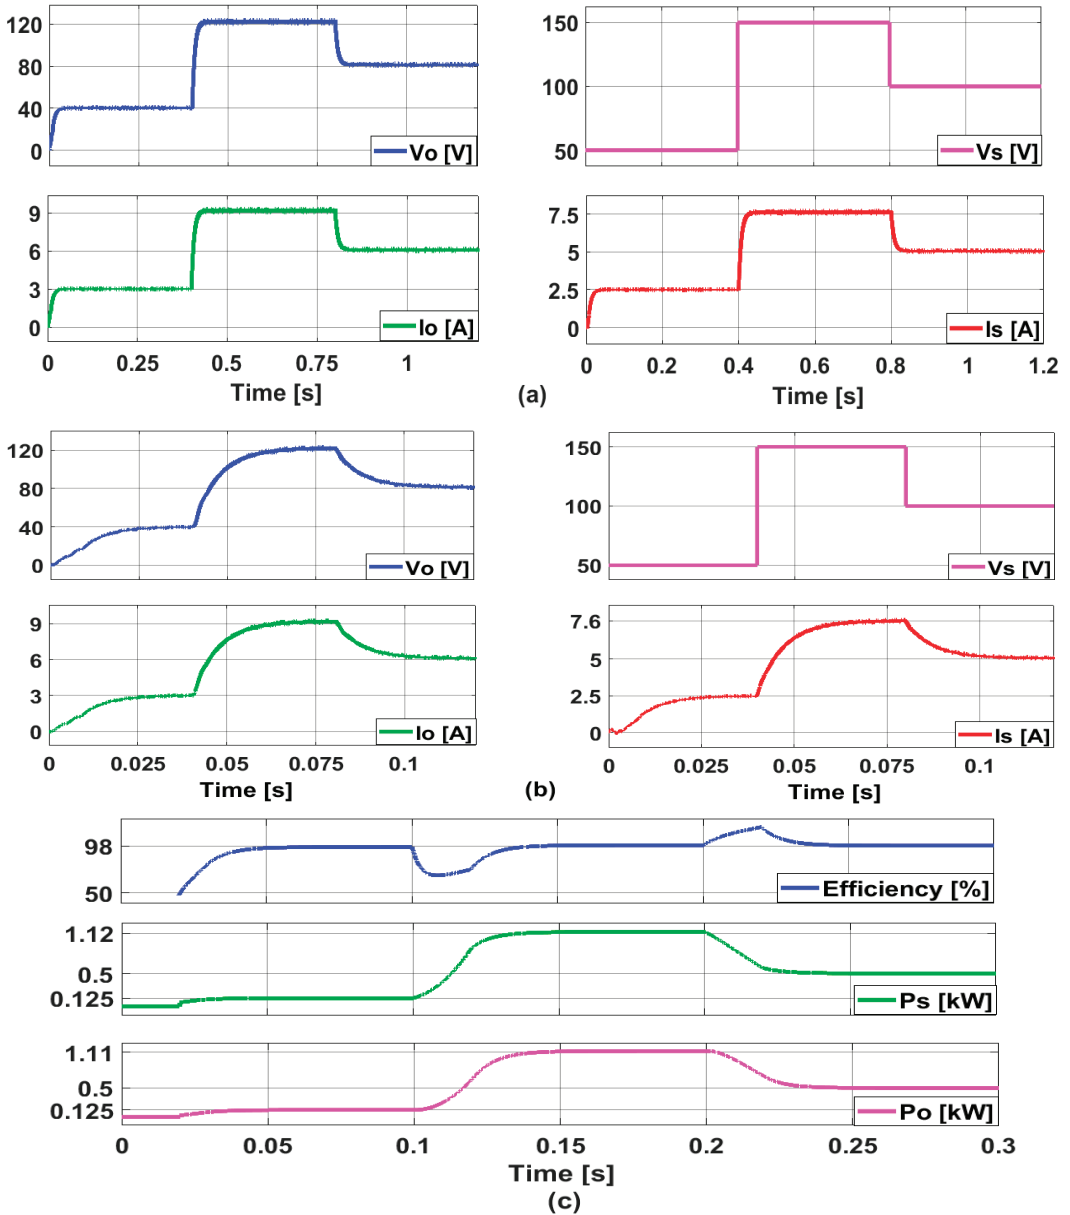 120
80
40
0
Vo [V]
150
100
50
Vs [V]
9
6
3
0
Io [A]
0 0.25 0.5 0.75 1
Time [s]
7.5
5
2.5
0
Is [A]
0 0.2 0.4 0.6 0.8 1 1.2
Time [s]
(a)
120
80
40
0
Vo [V]
150
100
50
Vs [V]
9
6
3
0
Io [A]
0 0.025 0.05 0.075 0.1
Time [s]
7.6
5
2.5
0
Is [A]
0 0.025 0.05 0.075 0.1
Time [s]
(b)
98
50
Efficiency [%]
1.12
0.5
0.125
Ps [kW]
1.11
0.5
0.125
Po [kW]
0 0.05 0.1 0.15 0.2 0.25 0.3
Time [s]
(c)